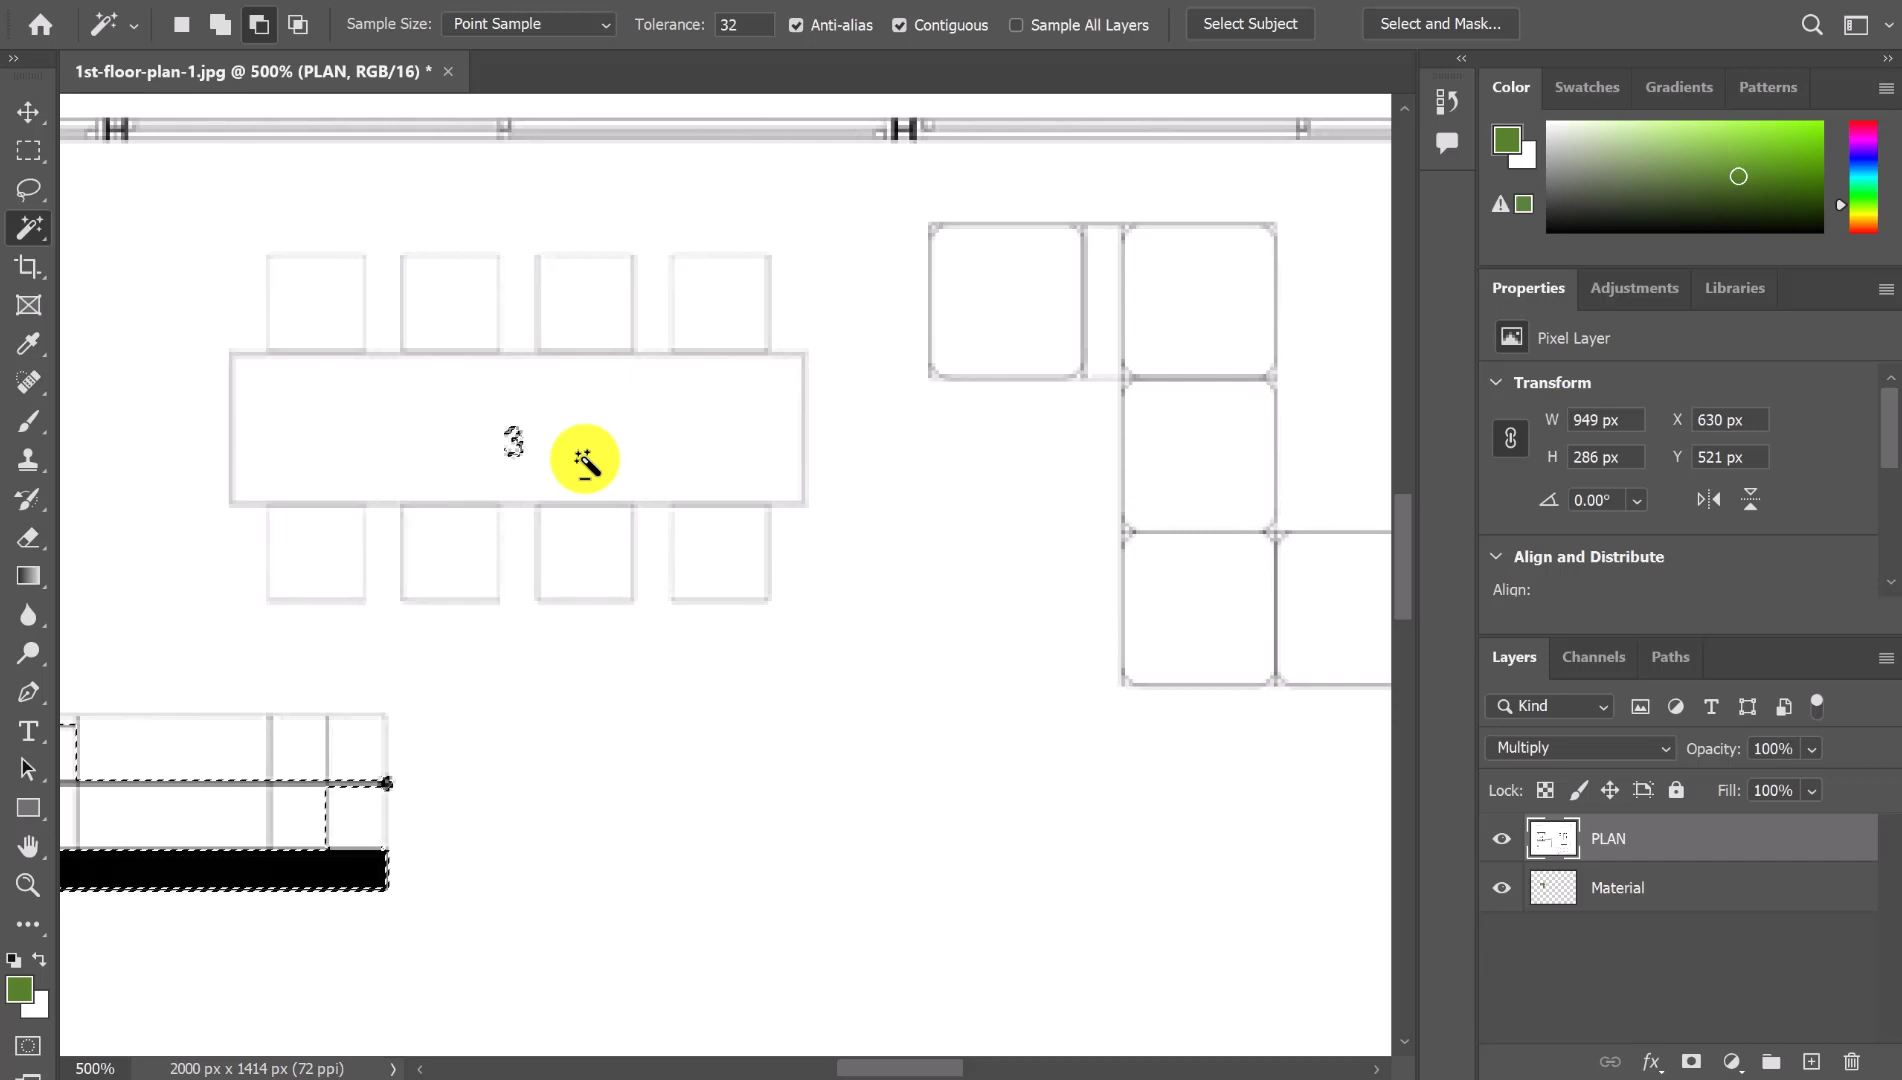 Sample Size: Point Sample Tolerance: 32 Anti-alias Contiguous Sample All Layers Select Subject Select and Mask...
1st-floor-plan-1.jpg @ 500% (PLAN, RGB/16) * ×
Color Swatches Gradients Patterns
Properties Adjustments Libraries
Pixel Layer
Transform
W 949 px X 630 px
H 286 px Y 521 px
0.00°
Align and Distribute
Align:
3
Layers Channels Paths
Kind
Multiply Opacity: 100%
Lock: Fill: 100%
PLAN
Material
500% 2000 px x 1414 px (72 ppi)